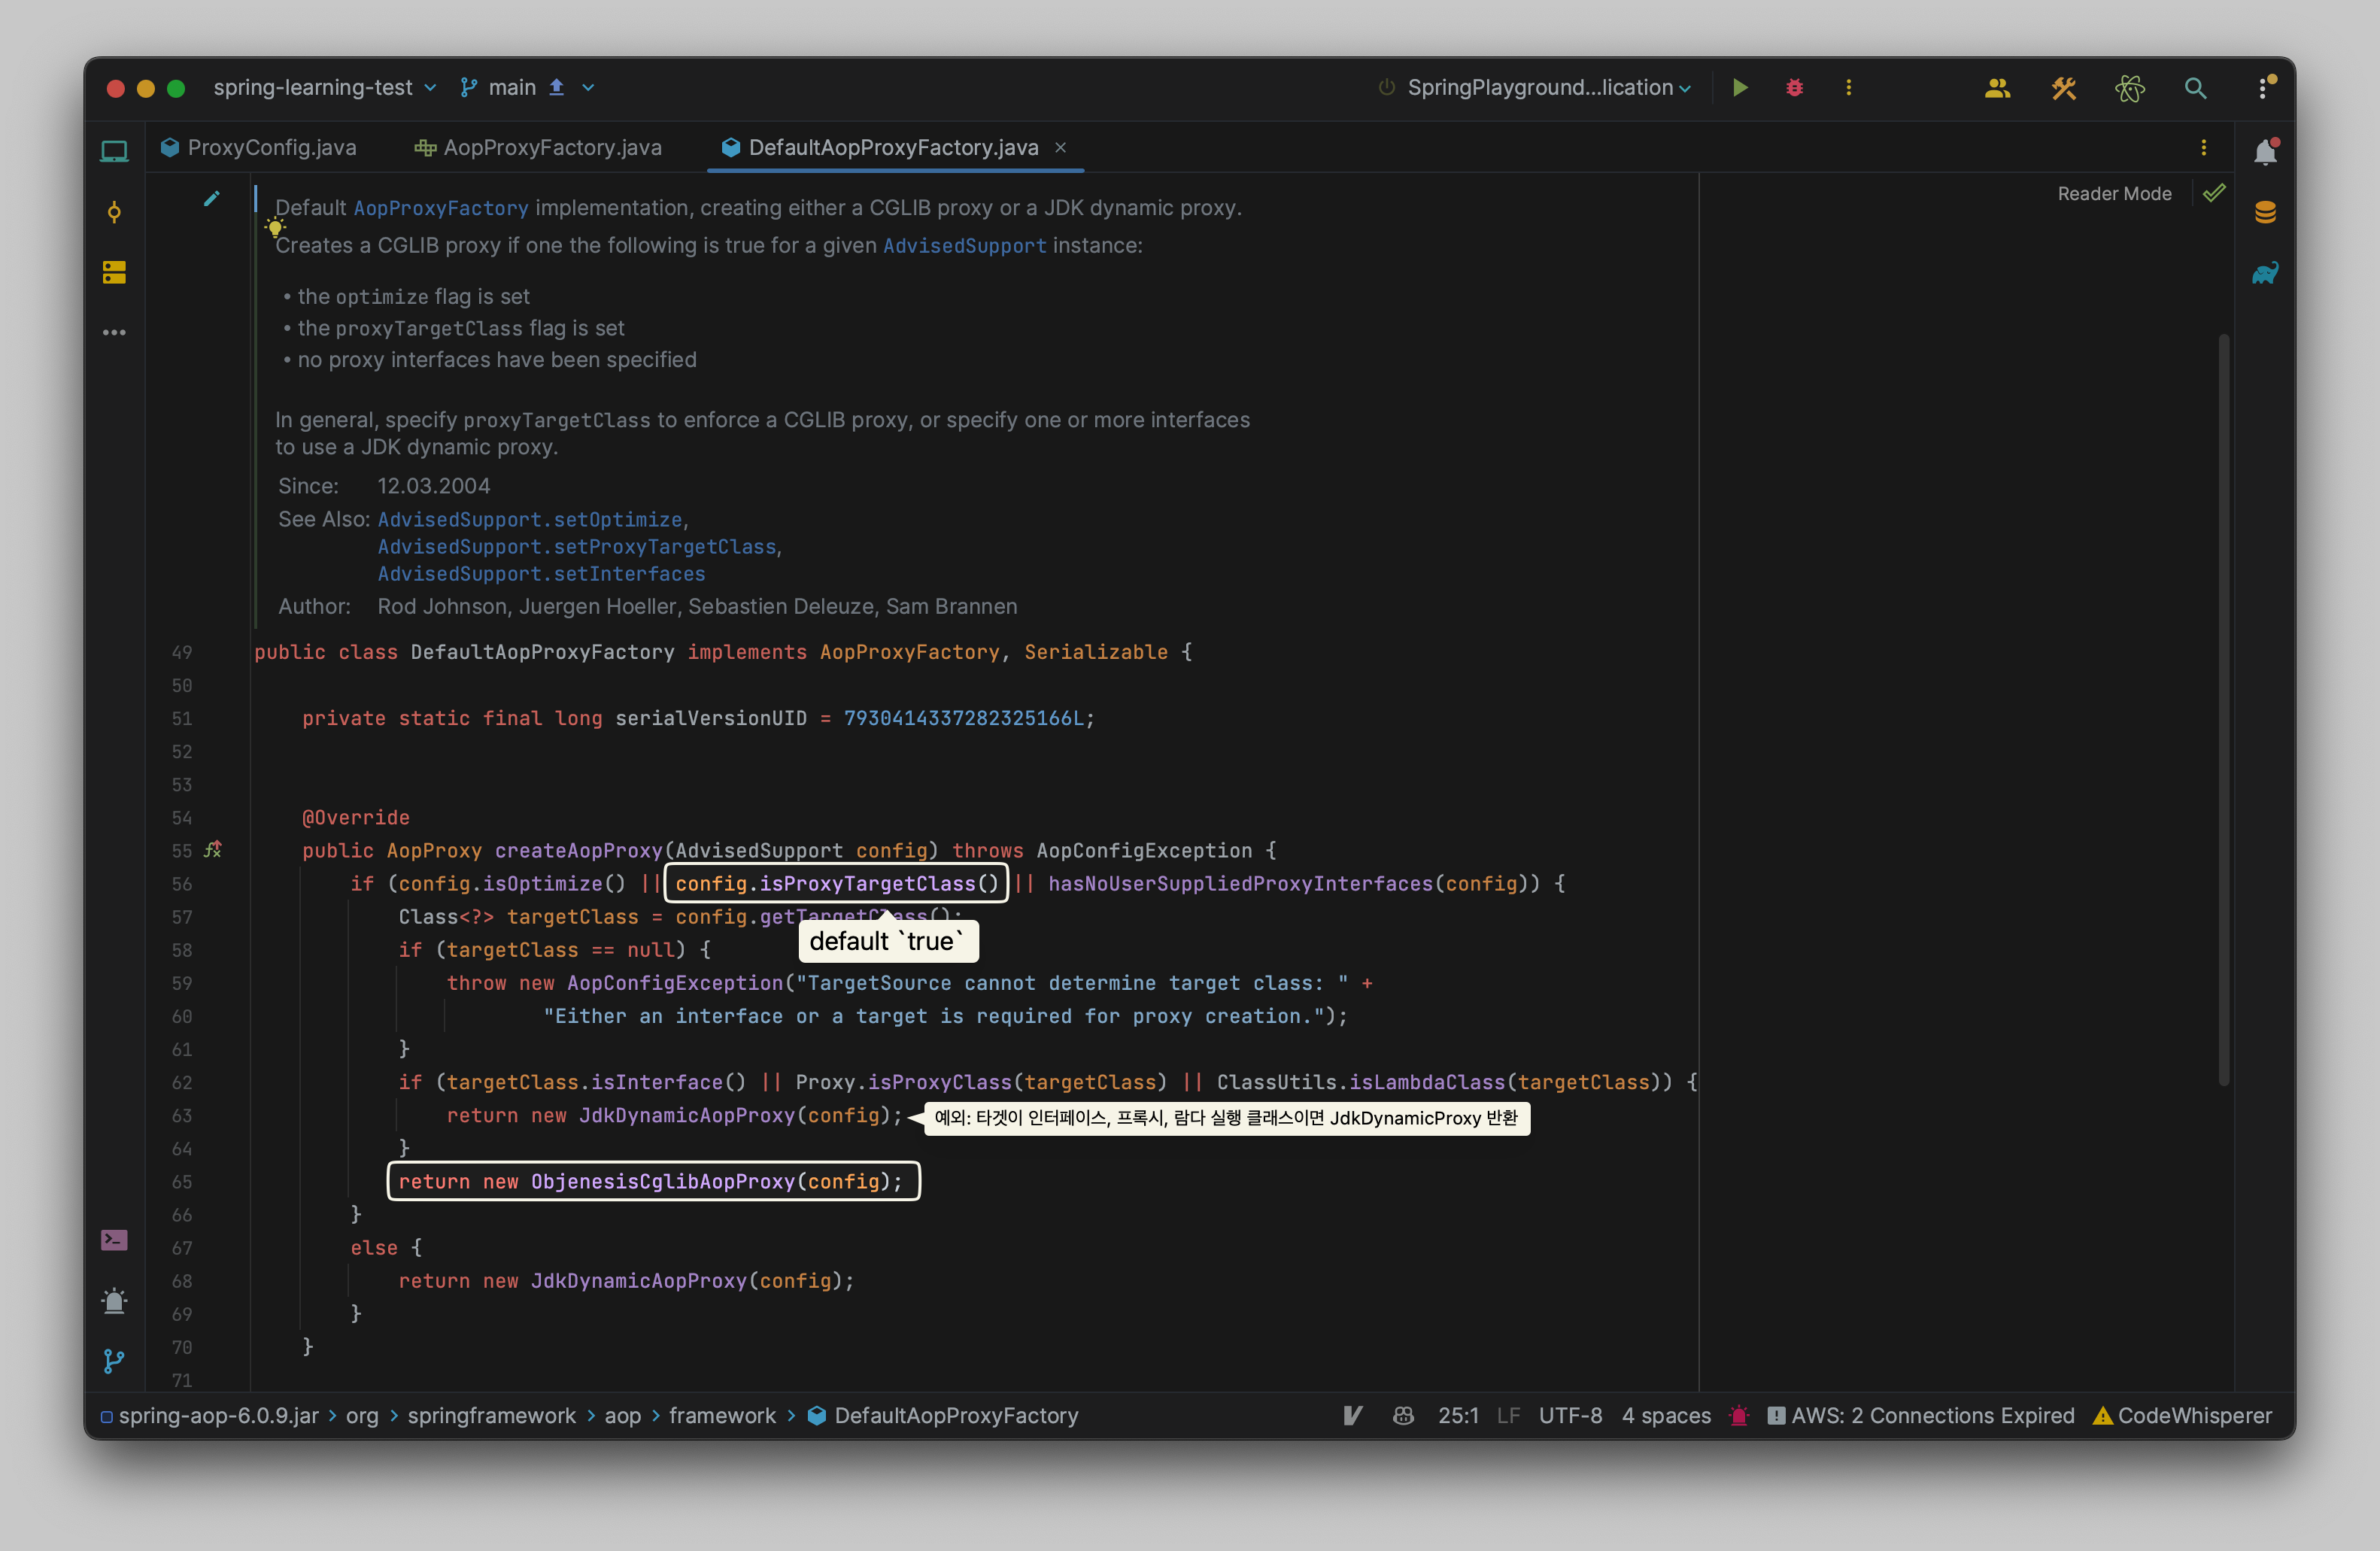 spring-learning-test main SpringPlayground...lication
ProxyConfig.java AopProxyFactory.java DefaultAopProxyFactory.java
Reader Mode
Default AopProxyFactory implementation, creating either a CGLIB proxy or a JDK dynamic proxy.
Creates a CGLIB proxy if one the following is true for a given AdvisedSupport instance:
• the optimize flag is set
• the proxyTargetClass flag is set
• no proxy interfaces have been specified
In general, specify proxyTargetClass to enforce a CGLIB proxy, or specify one or more interfaces
to use a JDK dynamic proxy.
Since: 12.03.2004
See Also: AdvisedSupport.setOptimize,
AdvisedSupport.setProxyTargetClass,
AdvisedSupport.setInterfaces
Author: Rod Johnson, Juergen Hoeller, Sebastien Deleuze, Sam Brannen
49 public class DefaultAopProxyFactory implements AopProxyFactory, Serializable {
50
51 private static final long serialVersionUID = 7930414337282325166L;
52
53
54 @Override
55 public AopProxy createAopProxy(AdvisedSupport config) throws AopConfigException {
56 if (config.isOptimize() || config.isProxyTargetClass() || hasNoUserSuppliedProxyInterfaces(config)) {
57 Class<?> targetClass = config.getTargetClass();
default `true`
58 if (targetClass == null) {
59 throw new AopConfigException("TargetSource cannot determine target class: " +
60 "Either an interface or a target is required for proxy creation.");
61 }
62 if (targetClass.isInterface() || Proxy.isProxyClass(targetClass) || ClassUtils.isLambdaClass(targetClass)) {
63 return new JdkDynamicAopProxy(config); 예외: 타겟이 인터페이스, 프록시, 람다 실행 클래스이면 JdkDynamicProxy 반환
64 }
65 return new ObjenesisCglibAopProxy(config);
66 }
67 else {
68 return new JdkDynamicAopProxy(config);
69 }
70 }
71
spring-aop-6.0.9.jar > org > springframework > aop > framework > DefaultAopProxyFactory 25:1 LF UTF-8 4 spaces AWS: 2 Connections Expired CodeWhisperer